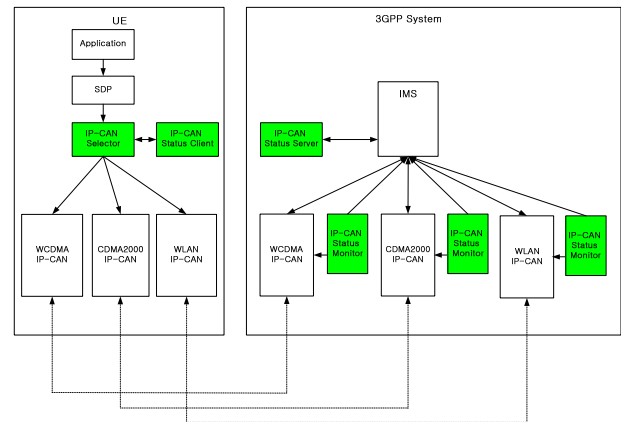 UE
Application
SDP
IP-CAN
Selector
IP-CAN
Status Client
WCDMA
IP-CAN
CDMA2000
IP-CAN
WLAN
IP-CAN
3GPP System
IMS
IP-CAN
Status Server
WCDMA
IP-CAN
IP-CAN
Status
Monitor
CDMA2000
IP-CAN
IP-CAN
Status
Monitor
WLAN
IP-CAN
IP-CAN
Status
Monitor